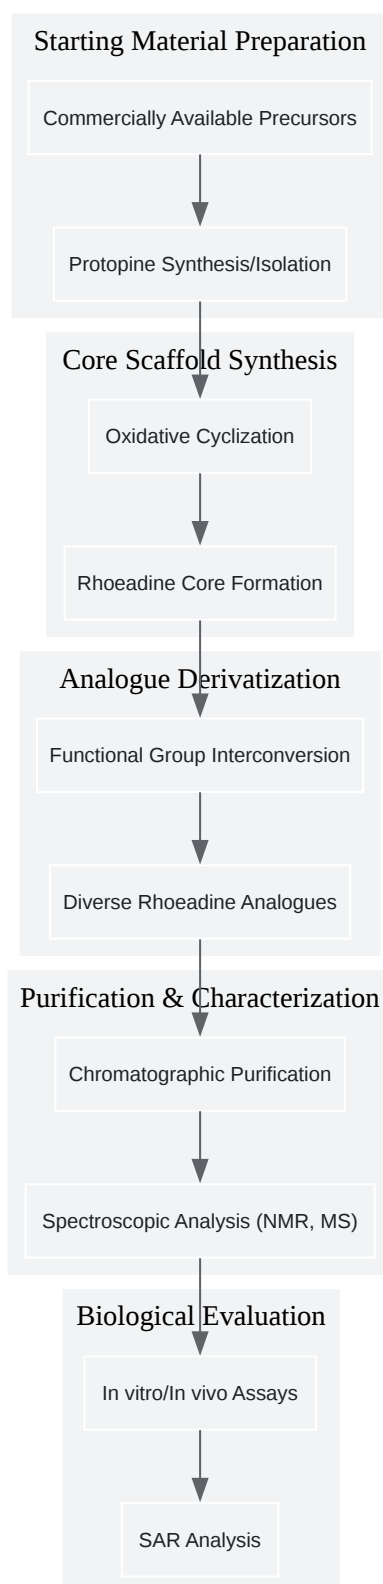 Starting Material Preparation
Commercially Available Precursors
Protopine Synthesis/Isolation
Core Scaffold Synthesis
Oxidative Cyclization
Rhoeadine Core Formation
Analogue Derivatization
Functional Group Interconversion
Diverse Rhoeadine Analogues
Purification & Characterization
Chromatographic Purification
Spectroscopic Analysis (NMR, MS)
Biological Evaluation
In vitro/In vivo Assays
SAR Analysis